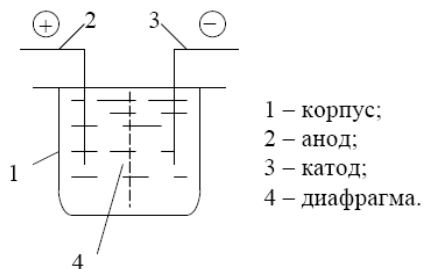 + 2 3 −
1
4
1 – корпус;
2 – анод;
3 – катод;
4 – диафрагма.